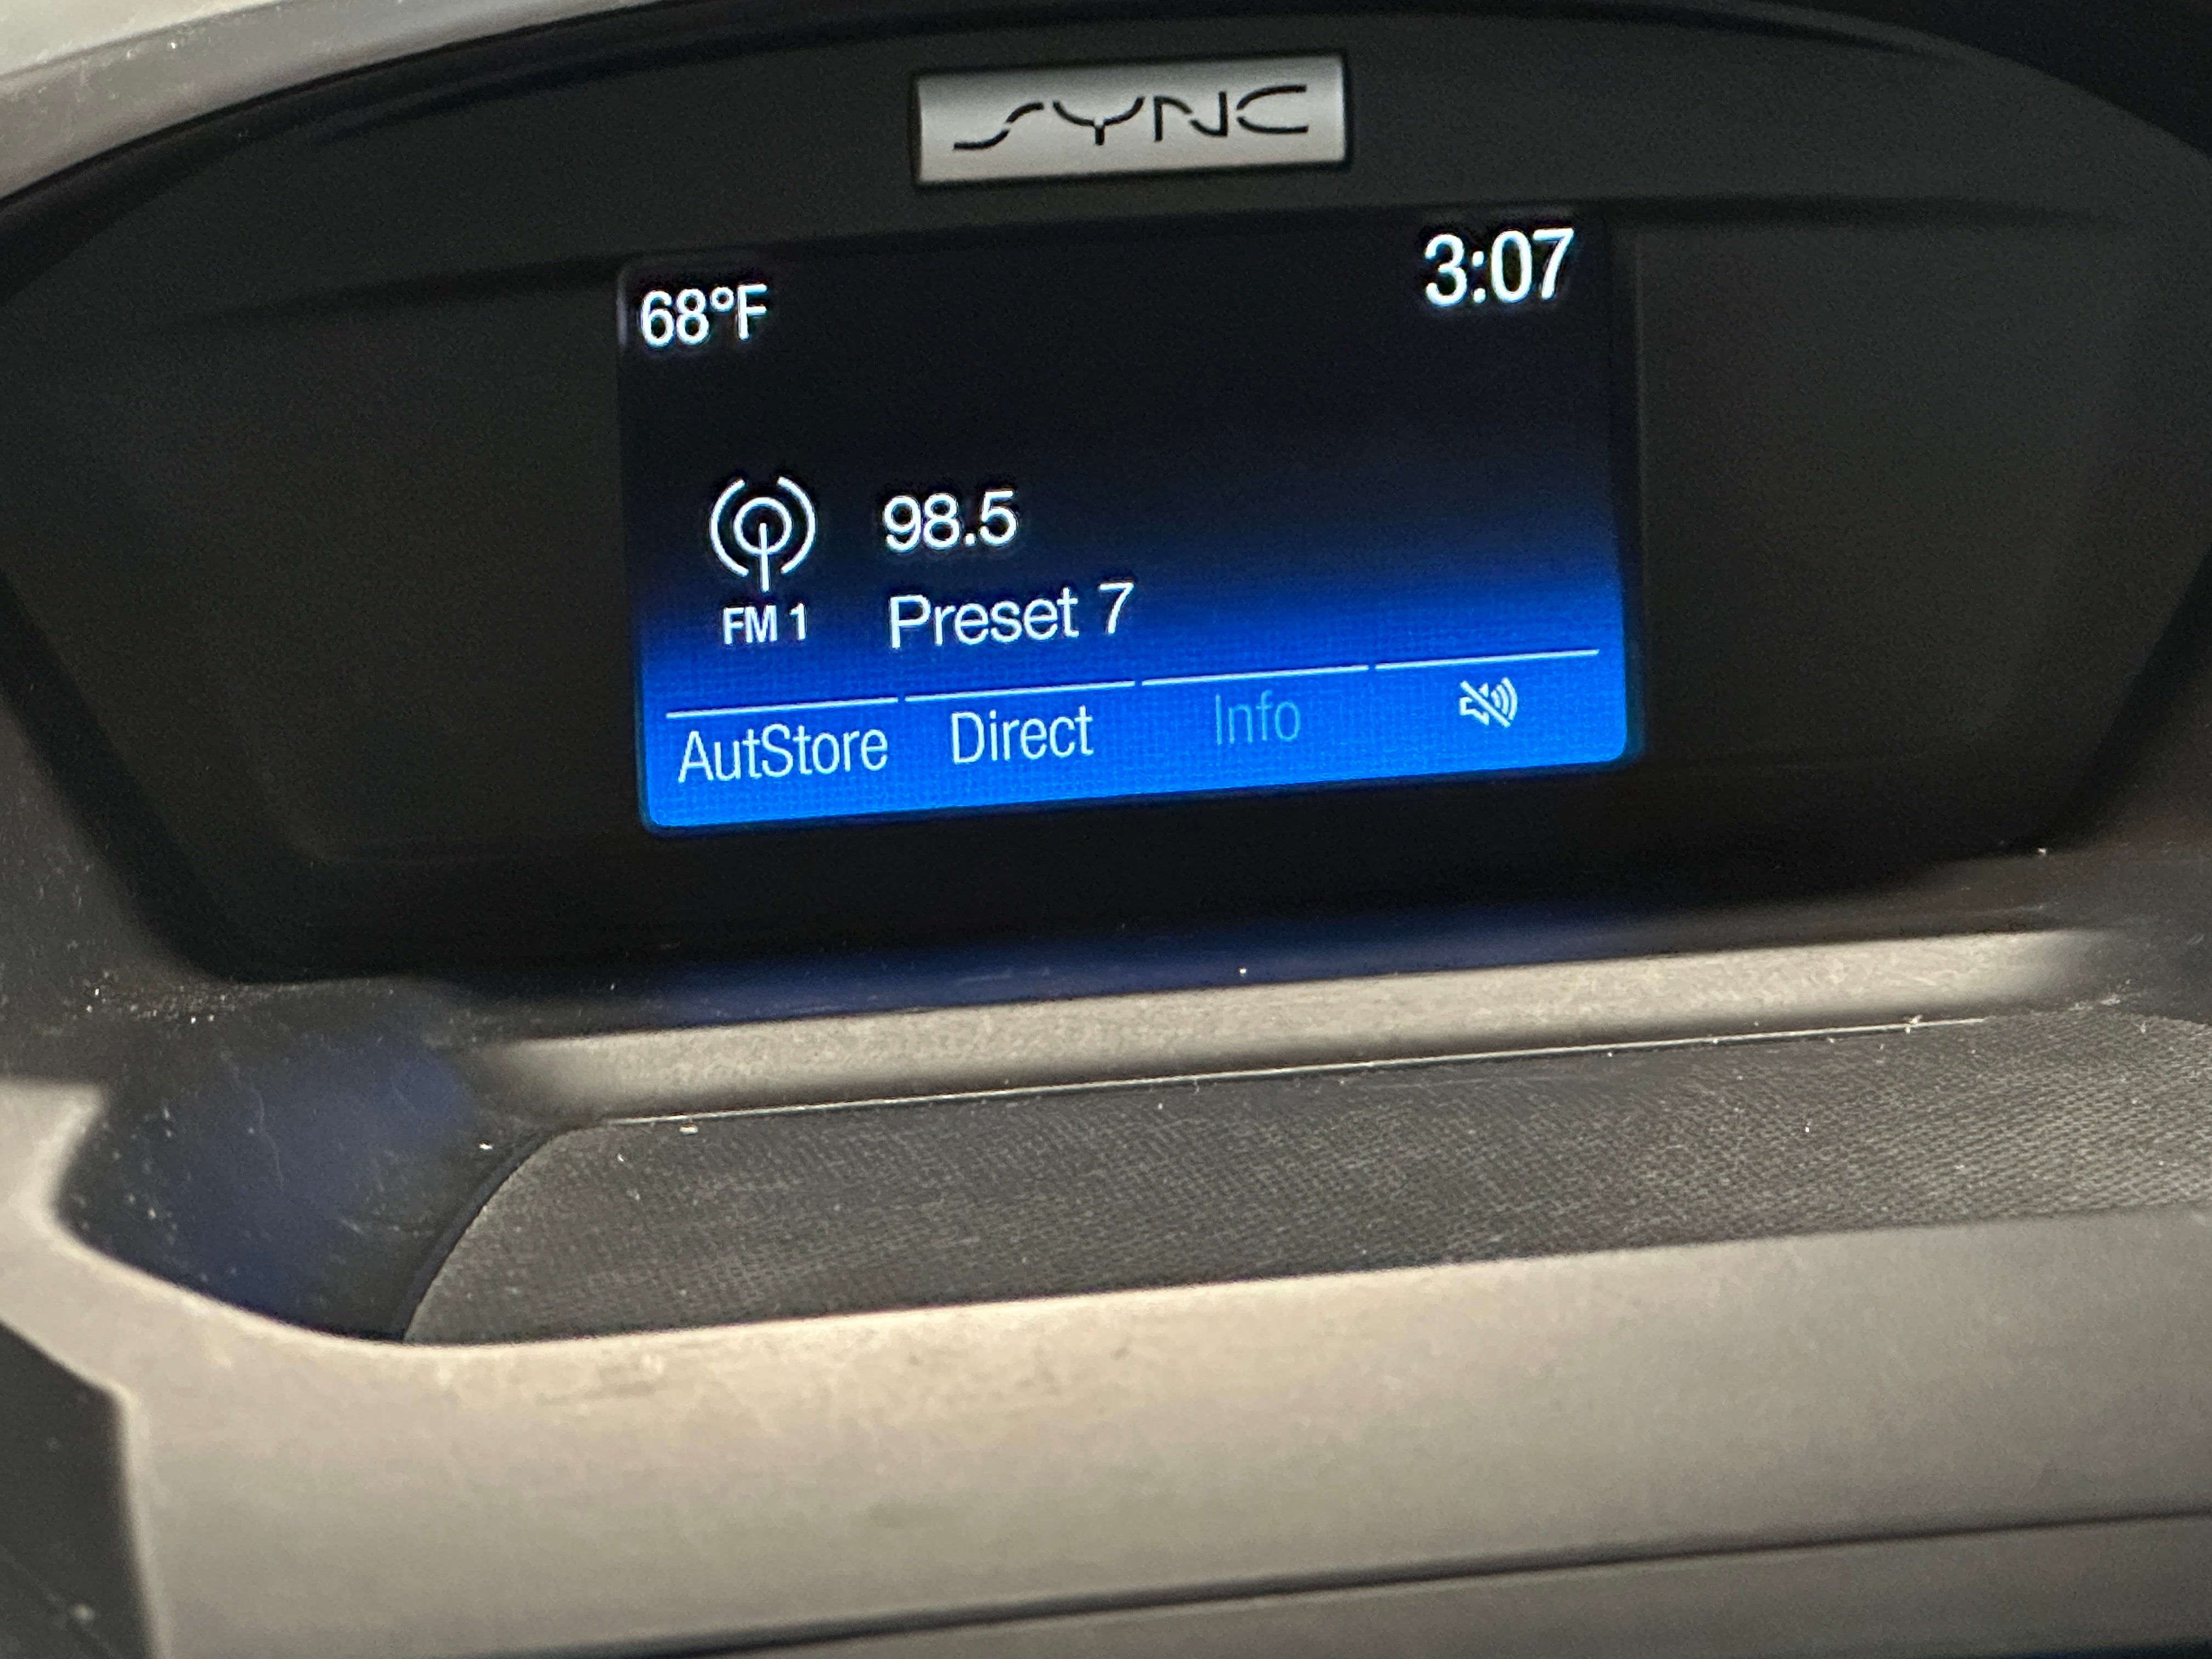 SYNC
68°F 3:07
98.5
FM 1 Preset 7
AutStore Direct Info